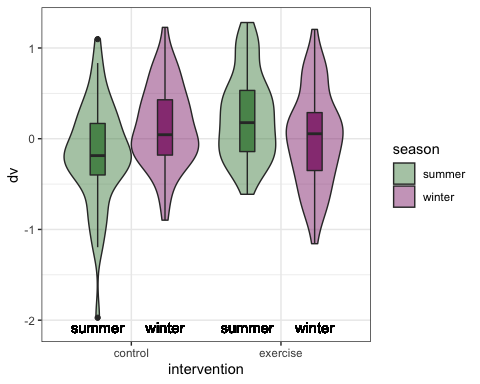 1
0
-1
-2
dv
summer winter summer winter
control exercise
intervention
season
summer
winter